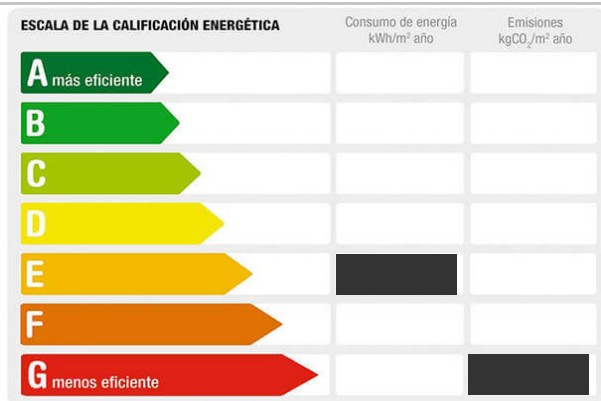 ESCALA DE LA CALIFICACIÓN ENERGÉTICA
Consumo de energía
kWh/m² año
Emisiones
kgCO₂/m² año
A más eficiente
B
C
D
E
F
G menos eficiente